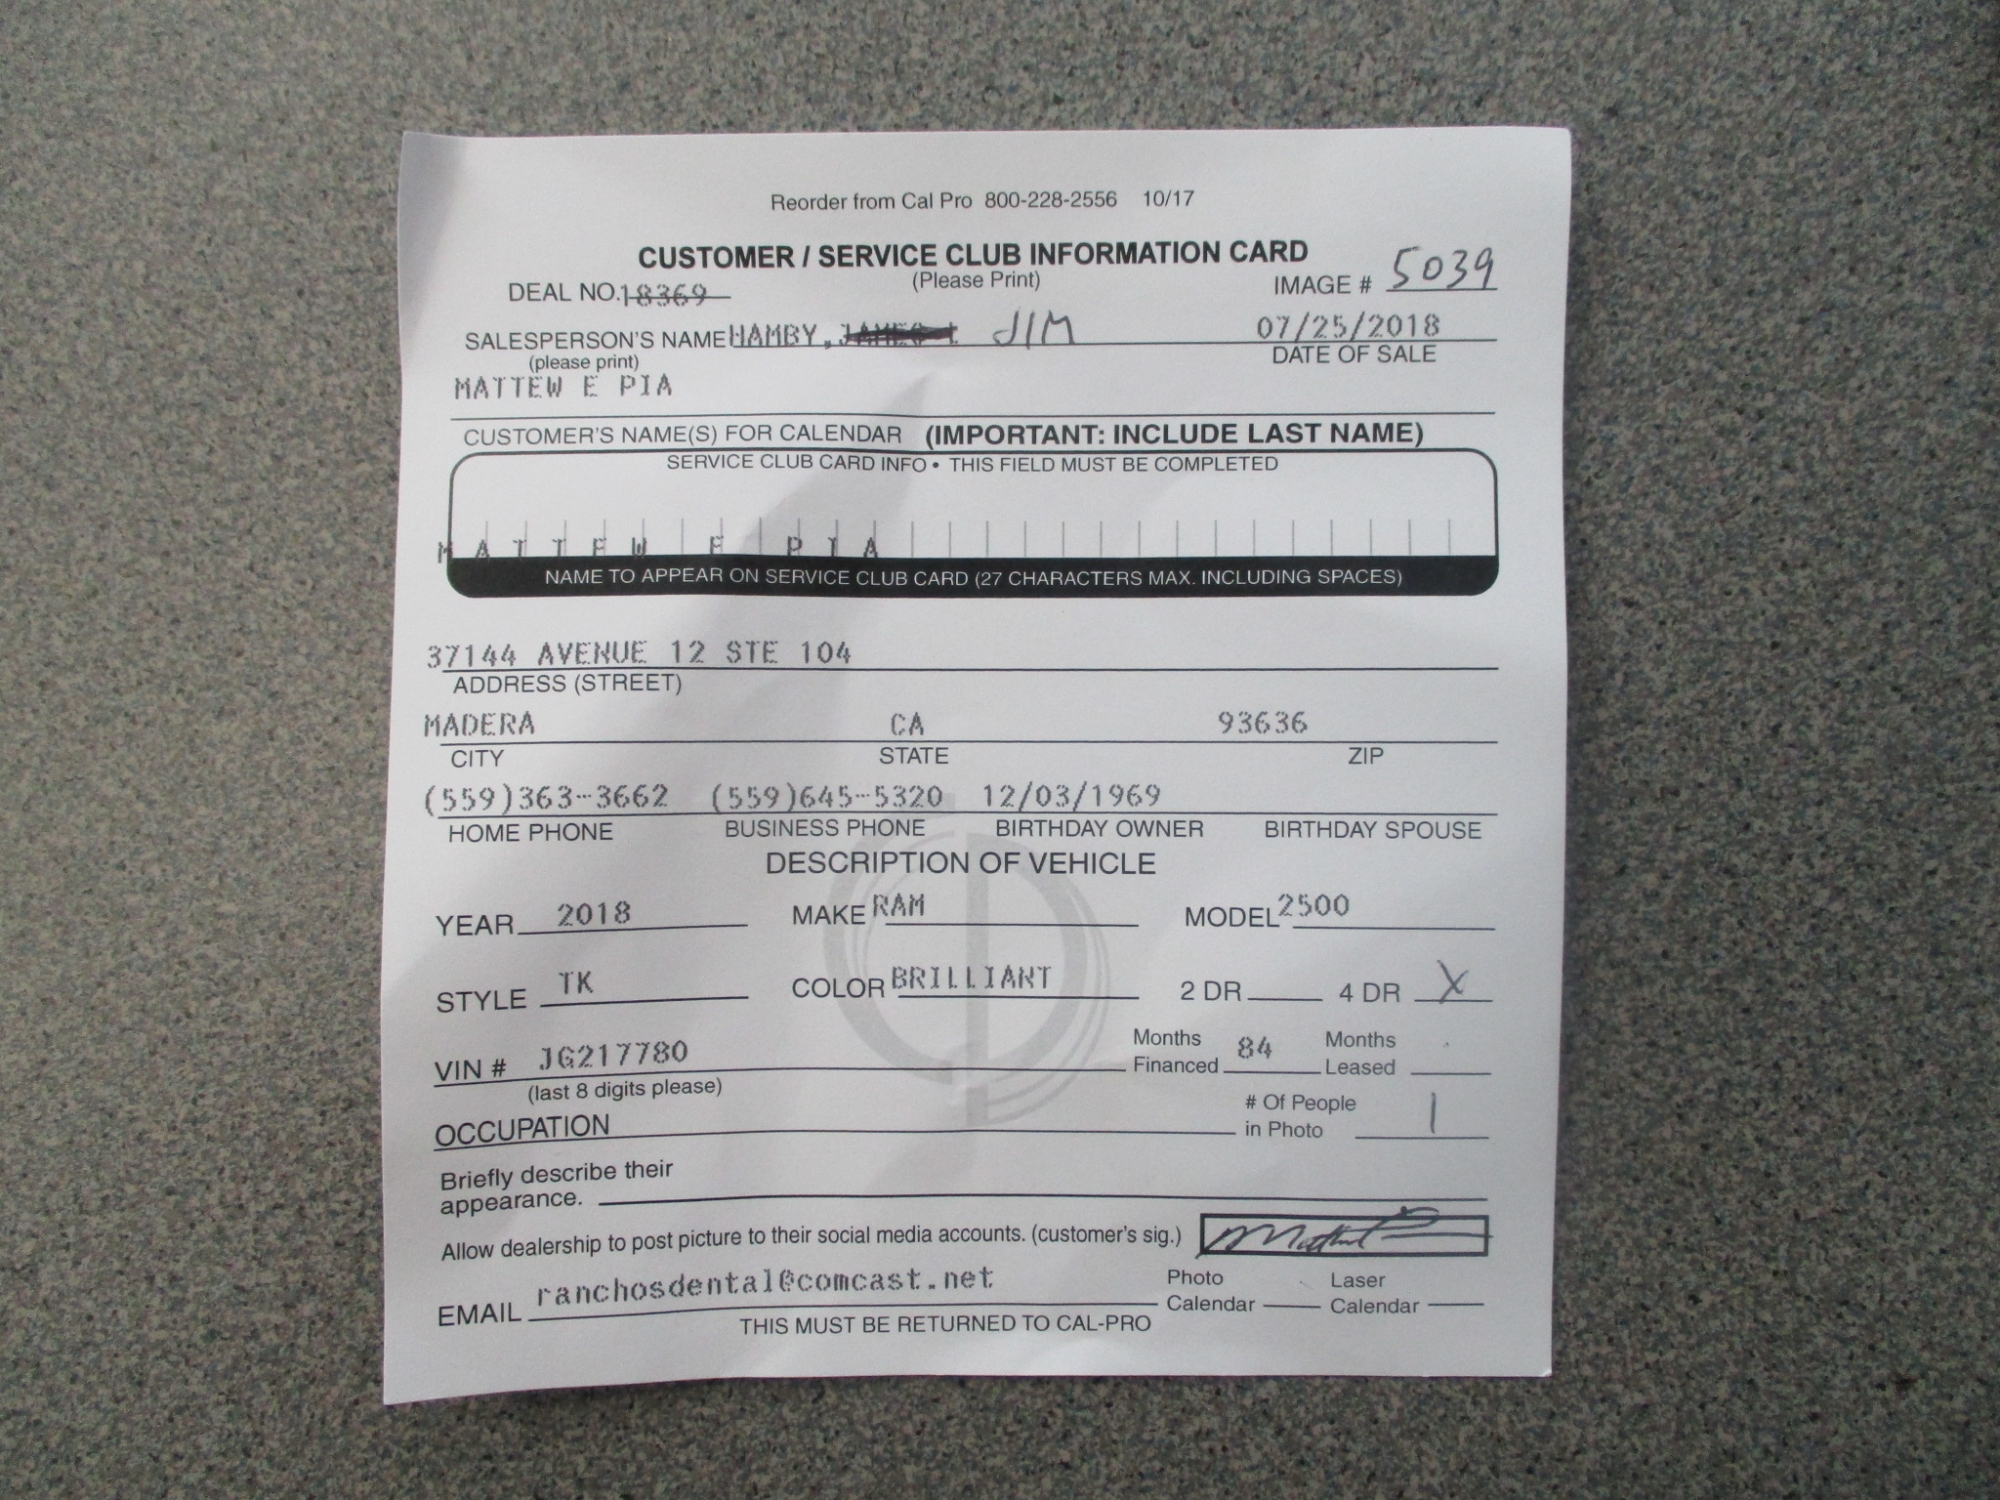 Reorder from Cal Pro 800-228-2556 10/17
CUSTOMER / SERVICE CLUB INFORMATION CARD
(Please Print)
DEAL NO. 18369 IMAGE # 5039
SALESPERSON'S NAME HAMBY, JIM 07/25/2018
(please print) DATE OF SALE
MATTEW E PIA
CUSTOMER'S NAME(S) FOR CALENDAR (IMPORTANT: INCLUDE LAST NAME)
SERVICE CLUB CARD INFO • THIS FIELD MUST BE COMPLETED
MATTEW E PIA
NAME TO APPEAR ON SERVICE CLUB CARD (27 CHARACTERS MAX. INCLUDING SPACES)
37144 AVENUE 12 STE 104
ADDRESS (STREET)
MADERA CA 93636
CITY STATE ZIP
(559)363-3662 (559)645-5320 12/03/1969
HOME PHONE BUSINESS PHONE BIRTHDAY OWNER BIRTHDAY SPOUSE
DESCRIPTION OF VEHICLE
YEAR 2018 MAKE RAM MODEL 2500
STYLE TK COLOR BRILLIANT 2 DR 4 DR X
VIN # JG217780 Months Financed 84 Months Leased
(last 8 digits please)
OCCUPATION # Of People in Photo 1
Briefly describe their
appearance.
Allow dealership to post picture to their social media accounts. (customer's sig.)
EMAIL ranchosdental@comcast.net Photo Calendar Laser Calendar
THIS MUST BE RETURNED TO CAL-PRO